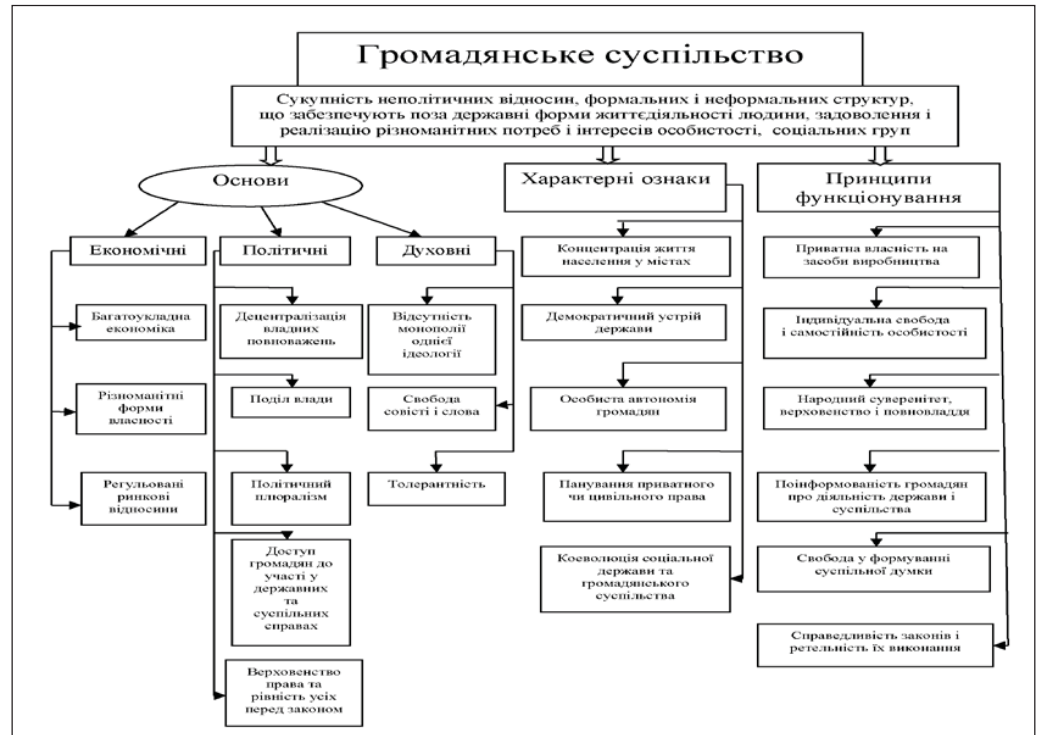 Громадянське суспільство
Сукупність неполітичних відносин, формальних і неформальних структур,
що забезпечують поза державні форми життєдіяльності людини, задоволення і
реалізацію різноманітних потреб і інтересів особистості, соціальних груп
Основи
Економічні
Багатоукладна
економіка
Різноманітні
форми
власності
Регульовані
ринкові
відносини
Політичні
Децентралізація
владних
повноважень
Поділ влади
Політичний
плюралізм
Доступ
громадян до
участі у
державних
та
суспільних
справах
Верховенство
права та
рівність усіх
перед законом
Духовні
Відсутність
монополії
однієї
ідеології
Свобода
совісті і слова
Толерантність
Характерні ознаки
Концентрація життя
населення у містах
Демократичний устрій
держави
Особиста автономія
громадян
Панування приватного
чи цивільного права
Коеволюція соціальної
держави та
громадянського
суспільства
Принципи
функціонування
Приватна власність на
засоби виробництва
Індивідуальна свобода
і самостійність особистості
Народний суверенітет,
верховенство і повновладдя
Поінформованість громадян
про діяльність держави і
суспільства
Свобода у формуванні
суспільної думки
Справедливість законів і
ретельність їх виконання